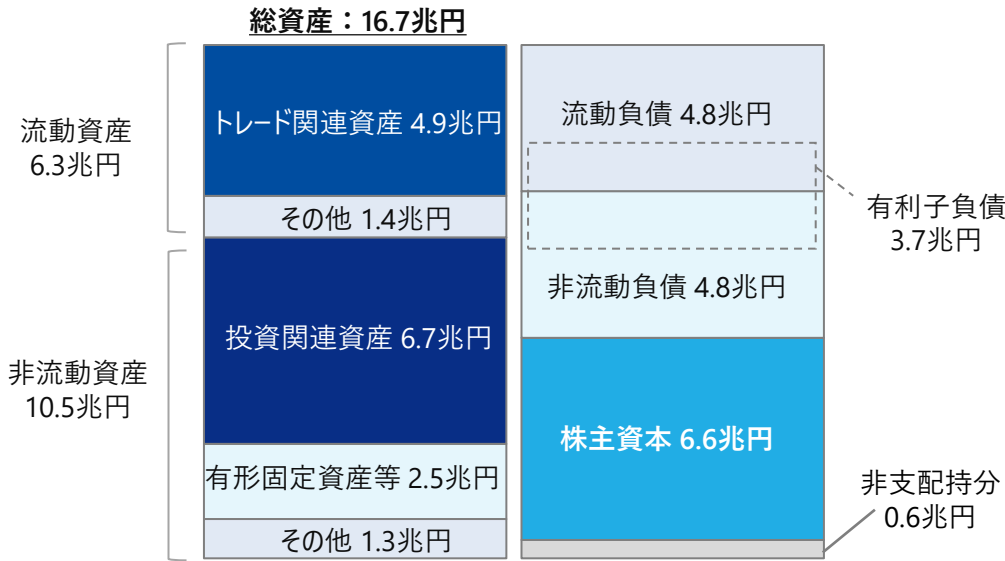 総資産：16.7兆円
流動資産
6.3兆円
トレード関連資産 4.9兆円
その他 1.4兆円
非流動資産
10.5兆円
投資関連資産 6.7兆円
有形固定資産等 2.5兆円
その他 1.3兆円
流動負債 4.8兆円
有利子負債
3.7兆円
非流動負債 4.8兆円
株主資本 6.6兆円
非支配持分
0.6兆円